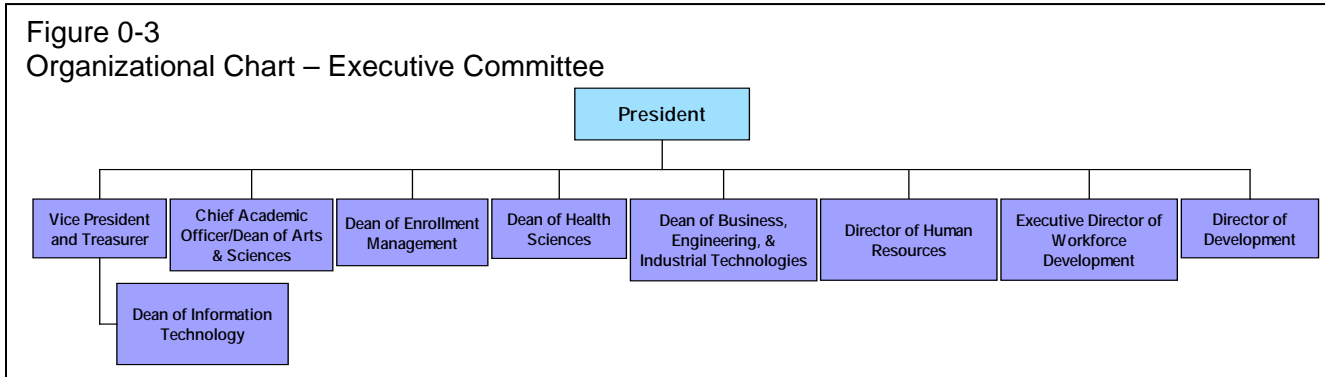 Figure 0-3
Organizational Chart – Executive Committee
President
Vice President
and Treasurer
Chief Academic
Officer/Dean of Arts
& Sciences
Dean of Enrollment
Management
Dean of Health
Sciences
Dean of Business,
Engineering, &
Industrial Technologies
Director of Human
Resources
Executive Director of
Workforce
Development
Director of
Development
Dean of Information
Technology